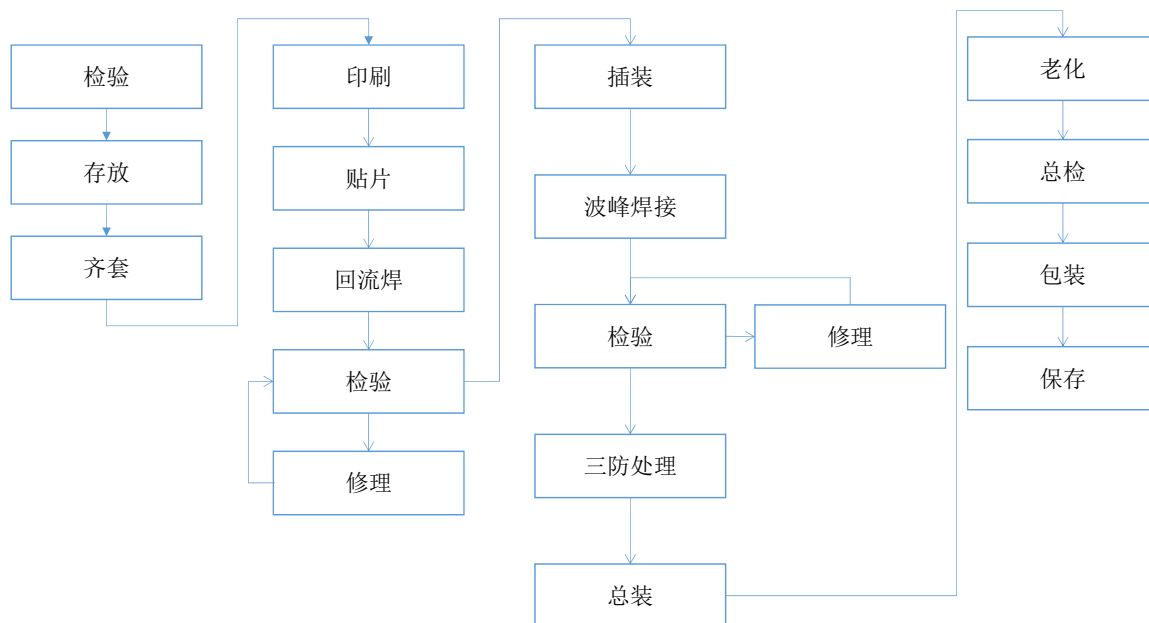 检验
存放
齐套
印刷
贴片
回流焊
检验
修理
插装
波峰焊接
检验
修理
三防处理
总装
老化
总检
包装
保存